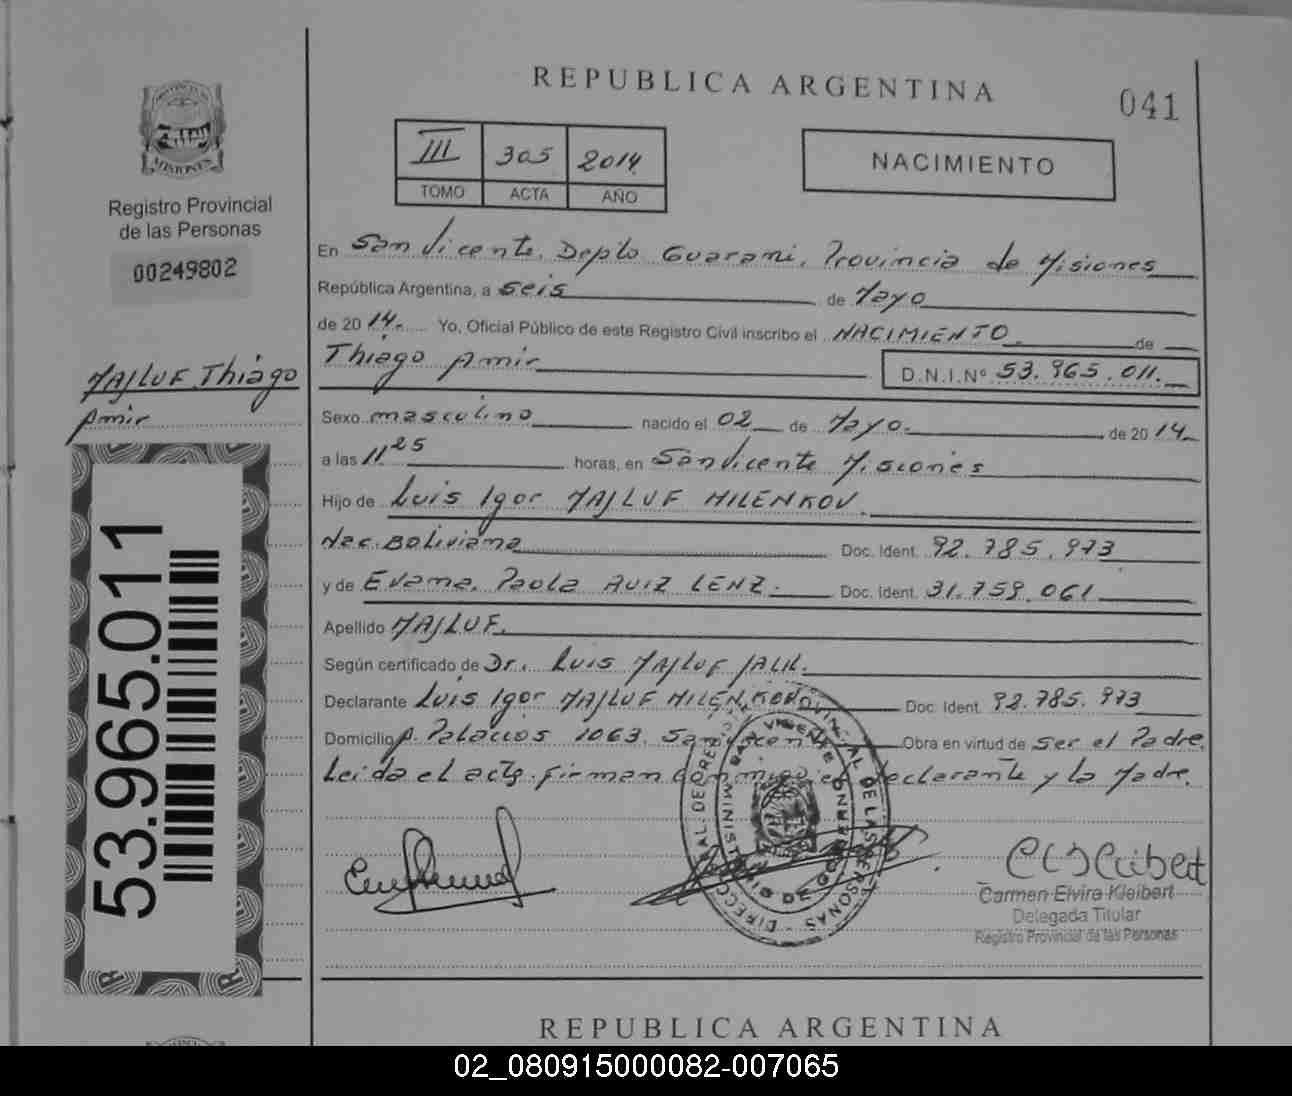 REPUBLICA ARGENTINA
041
III 305 2014
TOMO ACTA AÑO
NACIMIENTO
PROVINCIA DE
MISIONES
Registro Provincial
de las Personas
00249802
En San Vicente, Depto Guarani, Provincia de Misiones
República Argentina, a seis de Mayo
de 2014. Yo, Oficial Público de este Registro Civil inscribo el NACIMIENTO de
Thiago Amir D.N.I.Nº 53.965.011.
MAJLUF, Thiago
Amir
Sexo masculino nacido el 02 de Mayo. de 2014
a las 11 25 horas, en San Vicente Misiones
Hijo de Luis Igor MAJLUF MILENKOV.
Nac. Boliviana Doc. Ident. 92.785.973
y de Evama, Paola RUIZ LENZ. Doc. Ident. 31.759.061
Apellido MAJLUF.
Según certificado de Dr. Luis MAJLUF JALIL.
Declarante Luis Igor MAJLUF MILENKOV Doc. Ident. 92.785.973
Domicilio A. Palacios 1063, San Vicente Obra en virtud de ser el Padre.
Leida el acta, firman conmigo el declarante y la Madre.
53.965.011
Carmen Elvira Kleibert
Delegada Titular
Registro Provincial de las Personas
REPUBLICA ARGENTINA
02_080915000082-007065